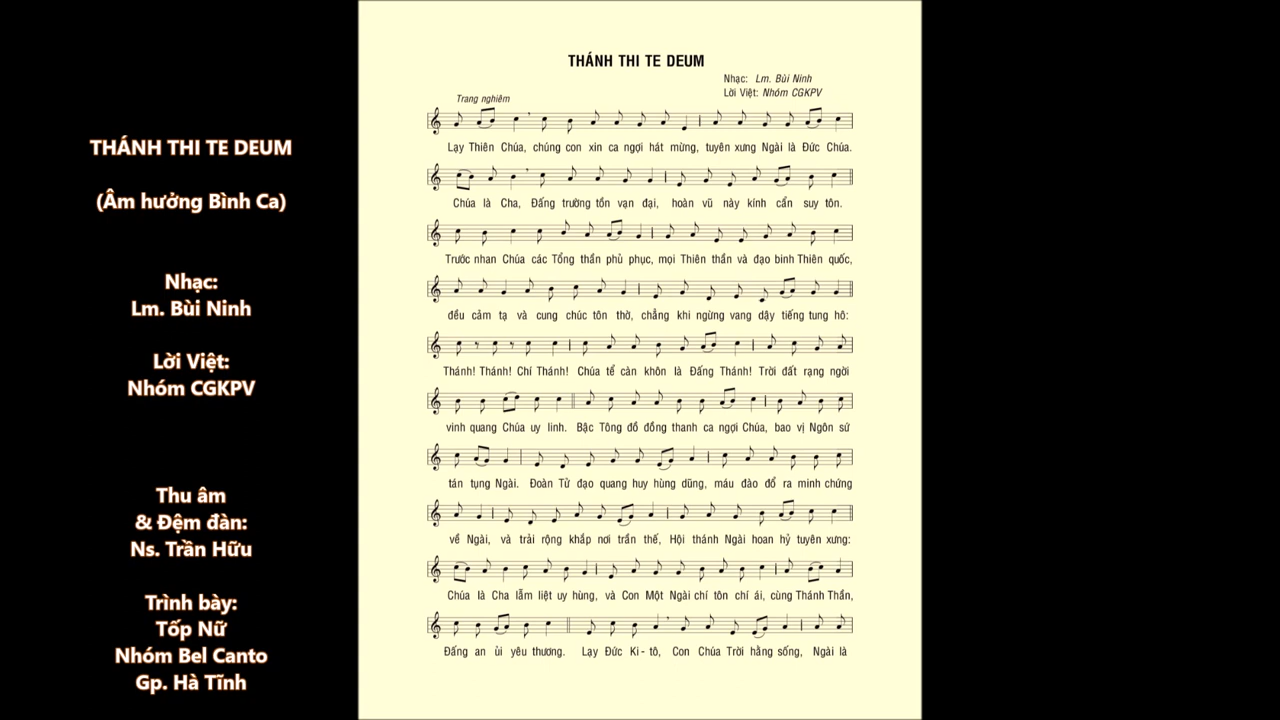 THÁNH THI TE DEUM
(Âm hưởng Bình Ca)
Nhạc:
Lm. Bùi Ninh
Lời Việt:
Nhóm CGKPV
Thu âm
& Đệm đàn:
Ns. Trần Hữu
Trình bày:
Tốp Nữ
Nhóm Bel Canto
Gp. Hà Tĩnh
THÁNH THI TE DEUM
Nhạc: Lm. Bùi Ninh
Lời Việt: Nhóm CGKPV
Trang nghiêm
Lạy Thiên Chúa, chúng con xin ca ngợi hát mừng, tuyên xưng Ngài là Đức Chúa.
Chúa là Cha, Đấng trường tồn vạn đại, hoàn vũ này kính cẩn suy tôn.
Trước nhan Chúa các Tổng thần phủ phục, mọi Thiên thần và đạo binh Thiên quốc,
đều cảm tạ và cung chúc tôn thờ, chẳng khi ngừng vang dậy tiếng tung hô:
Thánh! Thánh! Chí Thánh! Chúa tể càn khôn là Đấng Thánh! Trời đất rạng ngời
vinh quang Chúa uy linh. Bậc Tông đồ đồng thanh ca ngợi Chúa, bao vị Ngôn sứ
tán tụng Ngài. Đoàn Tử đạo quang huy hùng dũng, máu đào đổ ra minh chứng
về Ngài, và trải rộng khắp nơi trần thế, Hội thánh Ngài hoan hỷ tuyên xưng:
Chúa là Cha lẫm liệt uy hùng, và Con Một Ngài chí tôn chí ái, cùng Thánh Thần,
Đấng an ủi yêu thương. Lạy Đức Ki - tô, Con Chúa Trời hằng sống, Ngài là